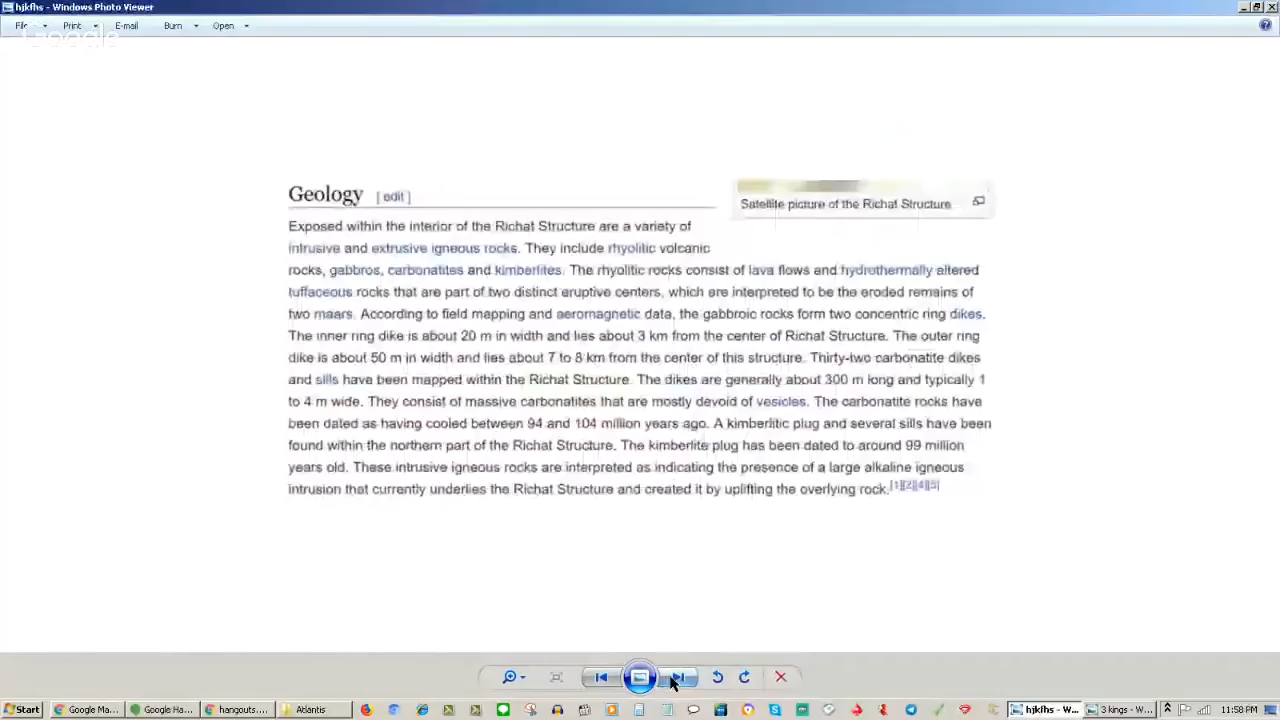 hjkfhs - Windows Photo Viewer
File Print E-mail Burn Open
Google
Geology [ edit ]
Satellite picture of the Richat Structure
Exposed within the interior of the Richat Structure are a variety of
intrusive and extrusive igneous rocks. They include rhyolitic volcanic
rocks, gabbros, carbonatites and kimberlites. The rhyolitic rocks consist of lava flows and hydrothermally altered
tuffaceous rocks that are part of two distinct eruptive centers, which are interpreted to be the eroded remains of
two maars. According to field mapping and aeromagnetic data, the gabbroic rocks form two concentric ring dikes.
The inner ring dike is about 20 m in width and lies about 3 km from the center of Richat Structure. The outer ring
dike is about 50 m in width and lies about 7 to 8 km from the center of this structure. Thirty-two carbonatite dikes
and sills have been mapped within the Richat Structure. The dikes are generally about 300 m long and typically 1
to 4 m wide. They consist of massive carbonatites that are mostly devoid of vesicles. The carbonatite rocks have
been dated as having cooled between 94 and 104 million years ago. A kimberlitic plug and several sills have been
found within the northern part of the Richat Structure. The kimberlite plug has been dated to around 99 million
years old. These intrusive igneous rocks are interpreted as indicating the presence of a large alkaline igneous
intrusion that currently underlies the Richat Structure and created it by uplifting the overlying rock.[1][2][4][5]
Start Google Ma... Google Ha... hangouts.... Atlantis hjkfhs - W... 3 kings - W... 11:58 PM